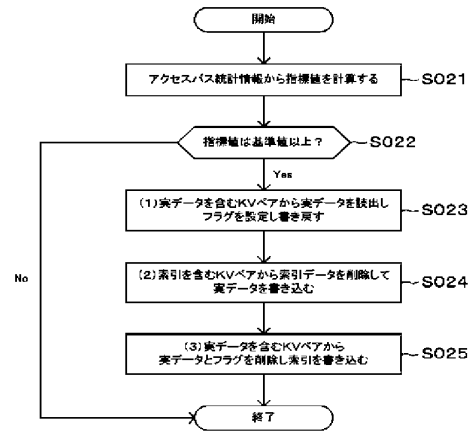 開始
アクセスパス統計情報から指標値を計算する
S021
指標値は基準値以上？
S022
Yes
(1)実データを含むKVペアから実データを読出し
フラグを設定し書き戻す
S023
No
(2)索引を含むKVペアから索引データを削除して
実データを書き込む
S024
(3)実データを含むKVペアから
実データとフラグを削除し索引を書き込む
S025
終了